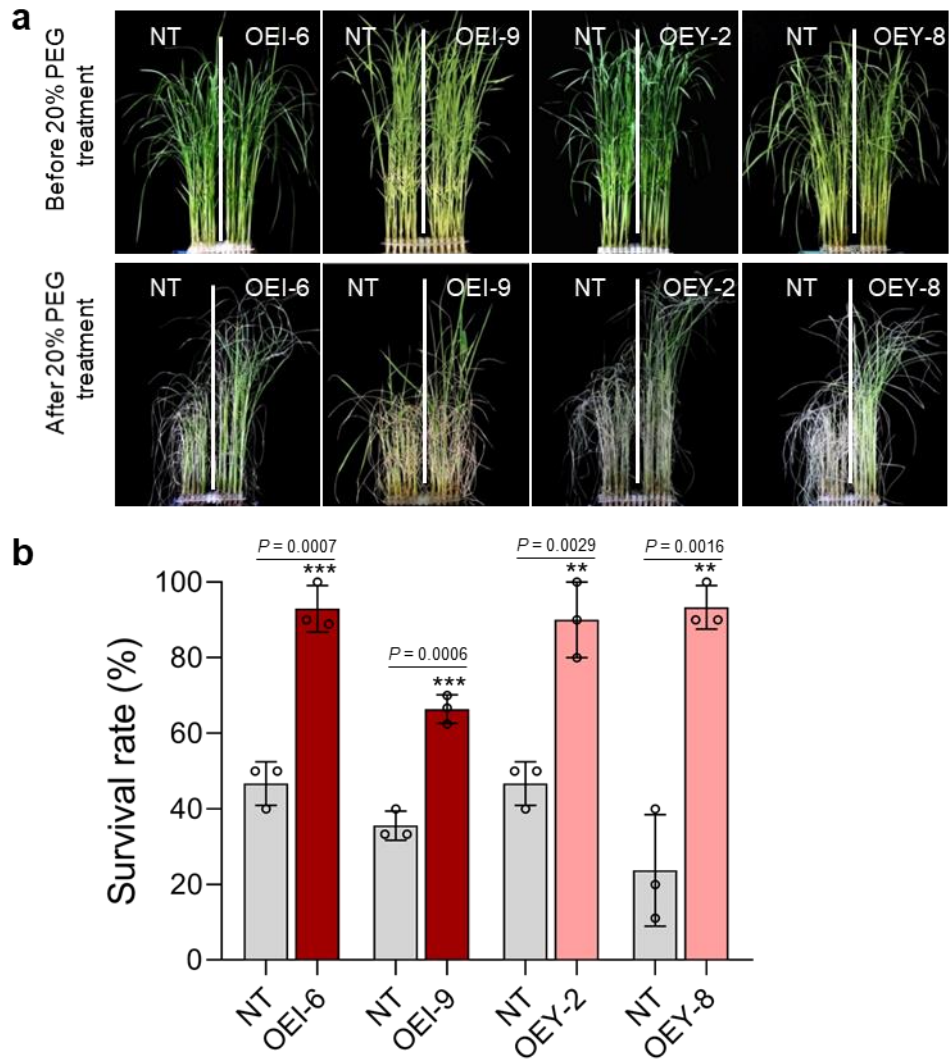 a
Before 20% PEG
treatment
NT OEI-6 NT OEI-9 NT OEY-2 NT OEY-8
After 20% PEG
treatment
NT OEI-6 NT OEI-9 NT OEY-2 NT OEY-8
b
Survival rate (%)
100
80
60
40
20
0
P = 0.0007
***
P = 0.0006
***
P = 0.0029
**
P = 0.0016
**
NT OEI-6 NT OEI-9 NT OEY-2 NT OEY-8